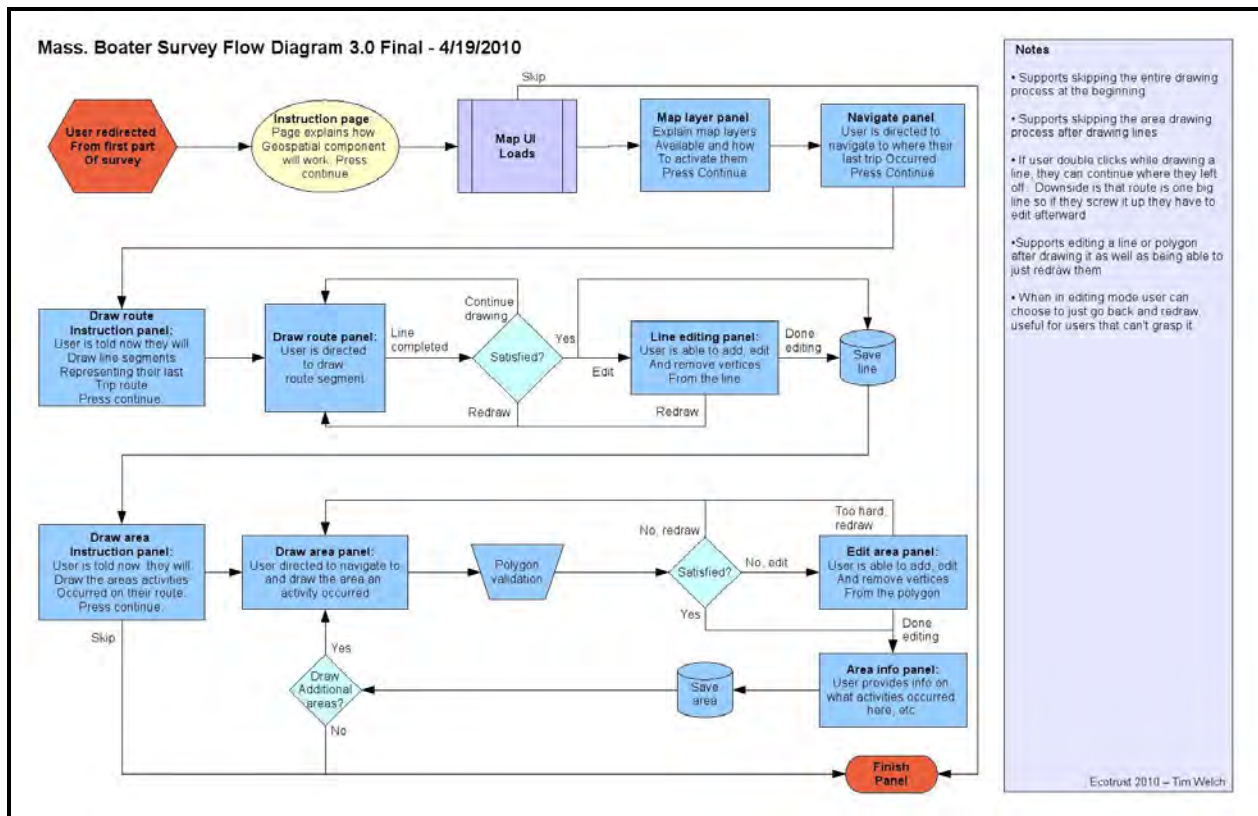 Mass. Boater Survey Flow Diagram 3.0 Final - 4/19/2010
Skip
User redirected
From first part
Of survey
Instruction page:
Page explains how
Geospatial component
will work. Press
continue
Map UI
Loads
Map layer panel
Explain map layers
Available and how
To activate them
Press Continue
Navigate panel
User is directed to
navigate to where their
last trip Occurred
Press Continue
Draw route
Instruction panel:
User is told now they will
Draw line segments
Representing their last
Trip route
Press continue.
Draw route panel:
User is directed
to draw
route segment
Line
completed
Continue
drawing
Satisfied?
Yes
Edit
Redraw
Line editing panel:
User is able to add, edit
And remove vertices
From the line
Redraw
Done
editing
Save
line
Draw area
Instruction panel:
User is told now they will
Draw the areas activities
Occurred on their route.
Press continue.
Skip
Draw area panel:
User directed to navigate to
and draw the area an
activity occurred
Polygon
validation
No, redraw
Satisfied?
No, edit
Yes
Too hard,
redraw
Edit area panel:
User is able to add, edit
And remove vertices
From the polygon
Done
editing
Area info panel:
User provides info on
what activities occurred
here, etc
Save
area
Yes
Draw
Additional
areas?
No
Finish
Panel
Notes
• Supports skipping the entire drawing
process at the beginning
• Supports skipping the area drawing
process after drawing lines
• If user double clicks while drawing a
line, they can continue where they left
off. Downside is that route is one big
line so if they screw it up they have to
edit afterward
•Supports editing a line or polygon
after drawing it as well as being able to
just redraw them
• When in editing mode user can
choose to just go back and redraw,
useful for users that can't grasp it
Ecotrust 2010 – Tim Welch